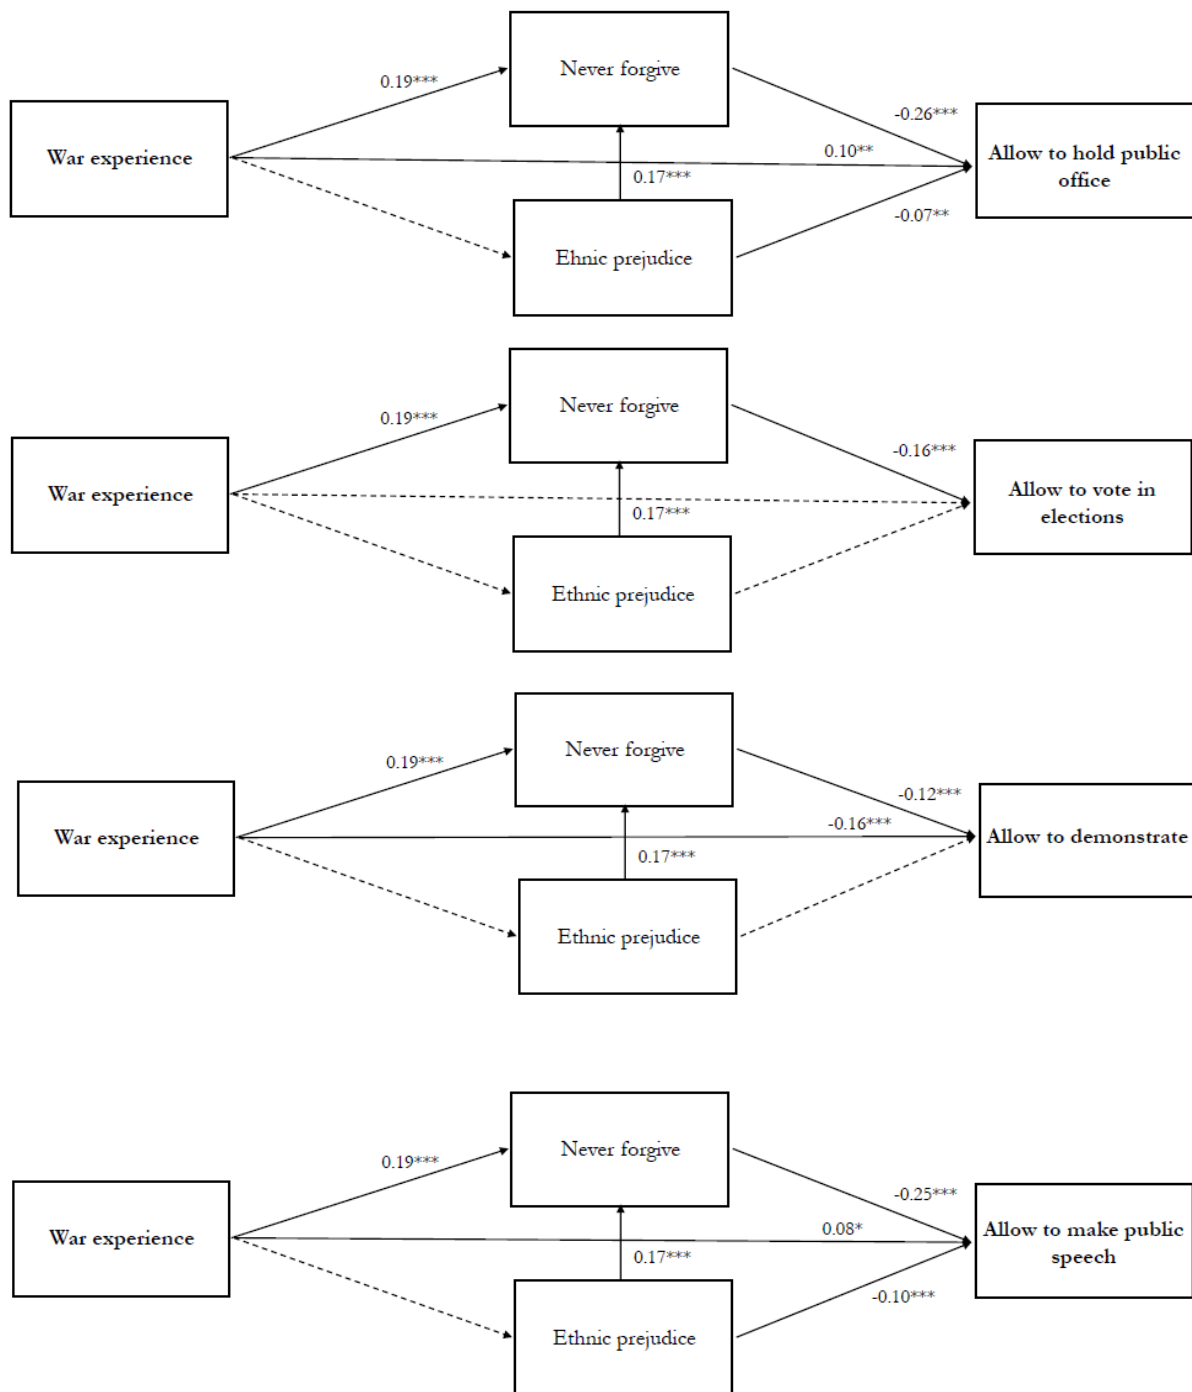 Never forgive
0.19***
-0.26***
War experience
0.10**
Allow to hold public
office
0.17***
-0.07**
Ehnic prejudice
Never forgive
0.19***
-0.16***
War experience
Allow to vote in
elections
0.17***
Ethnic prejudice
Never forgive
0.19***
-0.12***
War experience
-0.16***
Allow to demonstrate
0.17***
Ethnic prejudice
Never forgive
0.19***
-0.25***
War experience
0.08*
Allow to make public
speech
0.17***
-0.10***
Ethnic prejudice